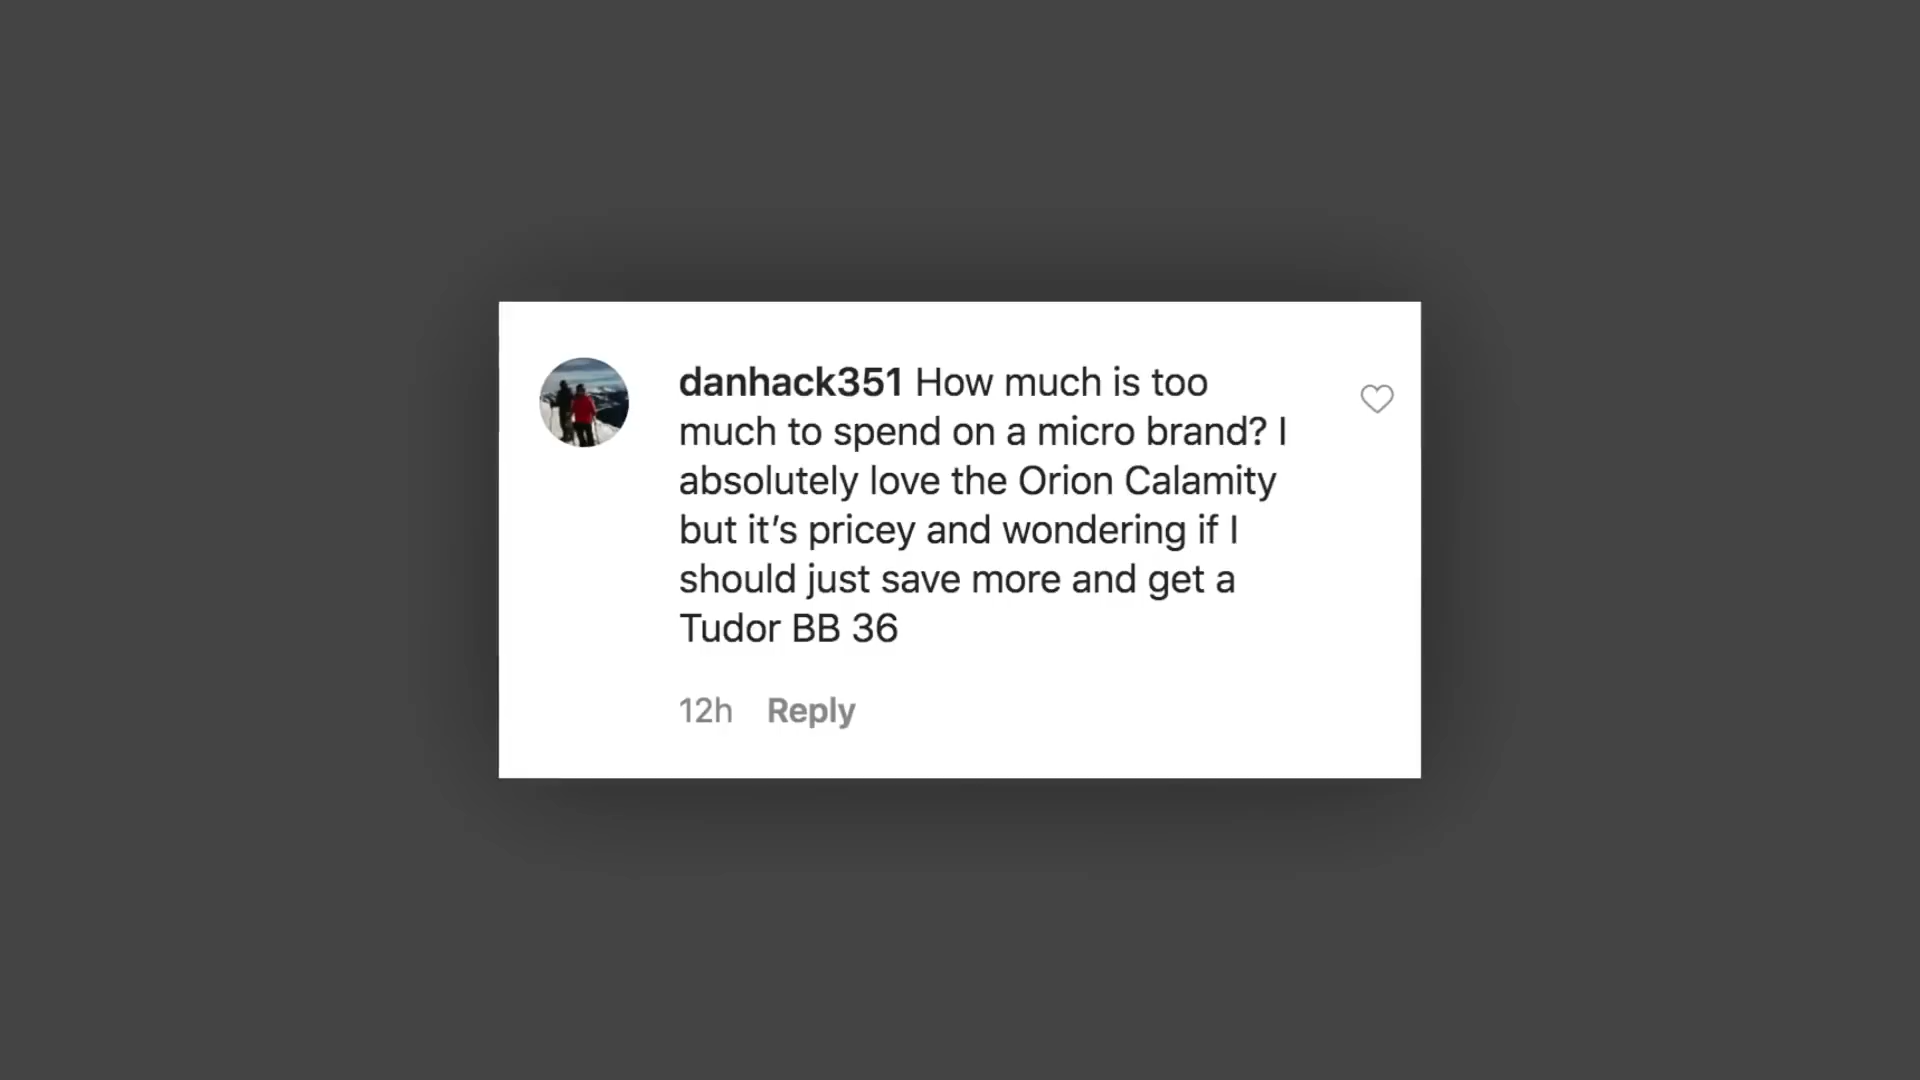 danhack351 How much is too
much to spend on a micro brand? I
absolutely love the Orion Calamity
but it’s pricey and wondering if I
should just save more and get a
Tudor BB 36
12h Reply